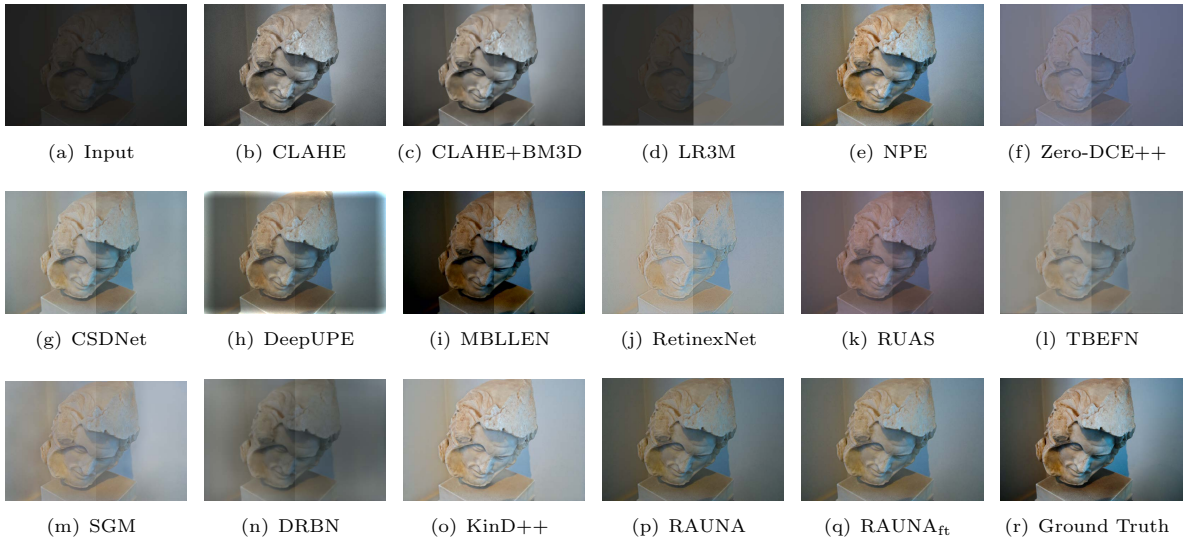 (a) Input (b) CLAHE (c) CLAHE+BM3D (d) LR3M (e) NPE (f) Zero-DCE++
(g) CSDNet (h) DeepUPE (i) MBLLEN (j) RetinexNet (k) RUAS (l) TBEFN
(m) SGM (n) DRBN (o) KinD++ (p) RAUNA (q) RAUNAft (r) Ground Truth